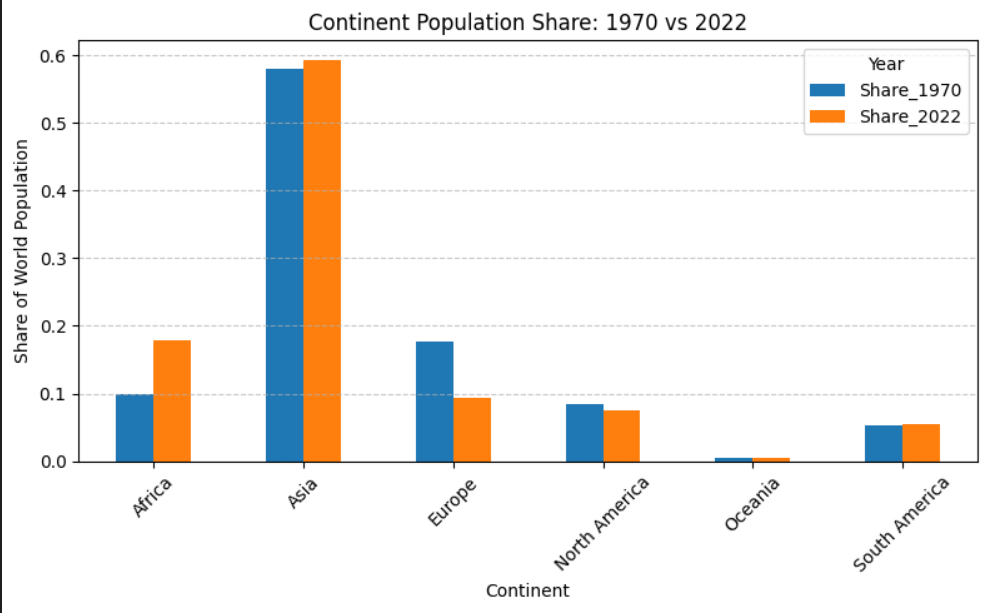 Continent Population Share: 1970 vs 2022
Year
Share_1970
Share_2022
Share of World Population
0.6
0.5
0.4
0.3
0.2
0.1
0.0
Africa
Asia
Europe
North America
Oceania
South America
Continent